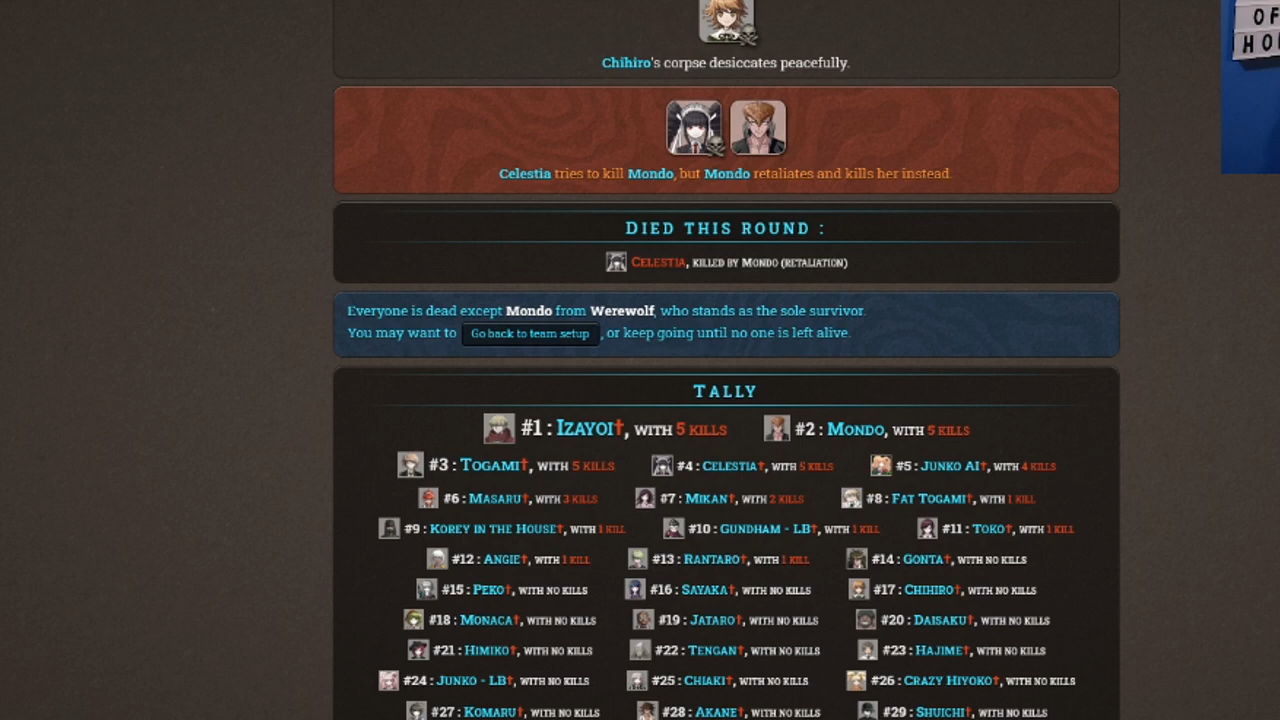 OF
HO
Chihiro's corpse desiccates peacefully.
Celestia tries to kill Mondo, but Mondo retaliates and kills her instead.
DIED THIS ROUND :
CELESTIA, KILLED BY MONDO (RETALIATION)
Everyone is dead except Mondo from Werewolf, who stands as the sole survivor.
You may want to Go back to team setup, or keep going until no one is left alive.
TALLY
#1 : IZAYOI†, WITH 5 KILLS #2 : MONDO, WITH 5 KILLS
#3 : TOGAMI†, WITH 5 KILLS #4 : CELESTIA†, WITH 5 KILLS #5 : JUNKO AI†, WITH 4 KILLS
#6 : MASARU†, WITH 3 KILLS #7 : MIKAN†, WITH 2 KILLS #8 : FAT TOGAMI†, WITH 1 KILL
#9 : KOREY IN THE HOUSE†, WITH 1 KILL #10 : GUNDHAM - LB†, WITH 1 KILL #11 : TOKO†, WITH 1 KILL
#12 : ANGIE†, WITH 1 KILL #13 : RANTARO†, WITH 1 KILL #14 : GONTA†, WITH NO KILLS
#15 : PEKO†, WITH NO KILLS #16 : SAYAKA†, WITH NO KILLS #17 : CHIHIRO†, WITH NO KILLS
#18 : MONACA†, WITH NO KILLS #19 : JATARO†, WITH NO KILLS #20 : DAISAKU†, WITH NO KILLS
#21 : HIMIKO†, WITH NO KILLS #22 : TENGAN†, WITH NO KILLS #23 : HAJIME†, WITH NO KILLS
#24 : JUNKO - LB†, WITH NO KILLS #25 : CHIAKI†, WITH NO KILLS #26 : CRAZY HIYOKO†, WITH NO KILLS
#27 : KOMARU†, WITH NO KILLS #28 : AKANE†, WITH NO KILLS #29 : SHUICHI†, WITH NO KILLS